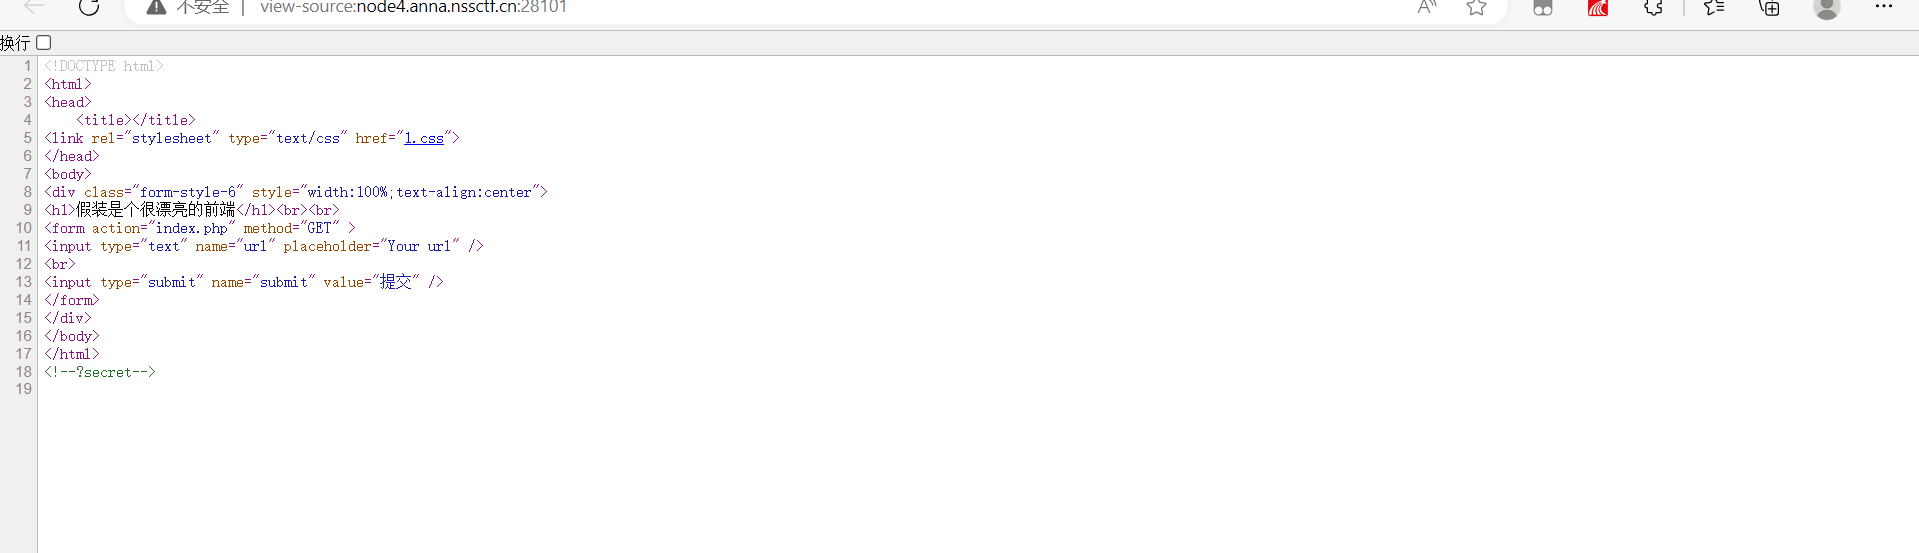 不安全 | view-source:node4.anna.nssctf.cn:28101
换行
1 <!DOCTYPE html>
2 <html>
3 <head>
4 <title></title>
5 <link rel="stylesheet" type="text/css" href="1.css">
6 </head>
7 <body>
8 <div class="form-style-6" style="width:100%;text-align:center">
9 <h1>假装是个很漂亮的前端</h1><br><br>
10 <form action="index.php" method="GET" >
11 <input type="text" name="url" placeholder="Your url" />
12 <br>
13 <input type="submit" name="submit" value="提交" />
14 </form>
15 </div>
16 </body>
17 </html>
18 <!--?secret-->
19